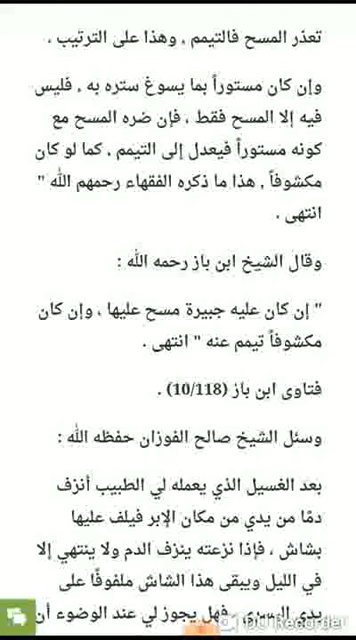 تعذر المسح فالتيمم , وهذا على الترتيب .
وإن كان مستوراً بما يسوغ ستره به , فليس
فيه إلا المسح فقط ، فإن ضره المسح مع
كونه مستوراً فيعدل إلى التيمم , كما لو كان
مكشوفاً , هذا ما ذكره الفقهاء رحمهم الله "
انتهى .
وقال الشيخ ابن باز رحمه الله :
" إن كان عليه جبيرة مسح عليها ، وإن كان
مكشوفاً تيمم عنه " انتهى .
فتاوى ابن باز (10/118) .
وسئل الشيخ صالح الفوزان حفظه الله :
بعد الغسيل الذي يعمله لي الطبيب أنزف
دمًا من يدي من مكان الإبر فيلف عليها
بشاش ، فإذا نزعته ينزف الدم ولا ينتهي إلا
في الليل ويبقى هذا الشاش ملفوفًا على
يدي اليسرى ، فهل يجوز لي عند الوضوء أن
DU Recorder